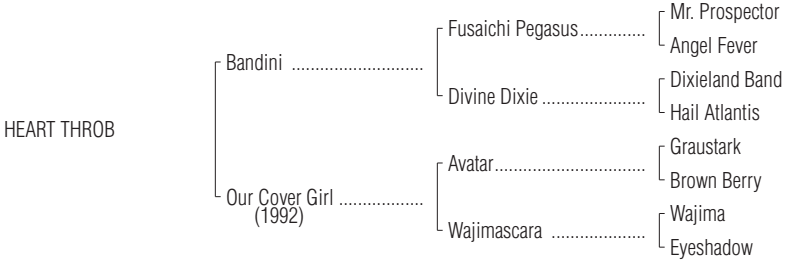 Mr. Prospector
Fusaichi Pegasus..............
Angel Fever
Bandini ............................
Dixieland Band
Divine Dixie ......................
Hail Atlantis
HEART THROB
Graustark
Avatar................................
Brown Berry
Our Cover Girl ..................
(1992)
Wajima
Wajimascara ....................
Eyeshadow